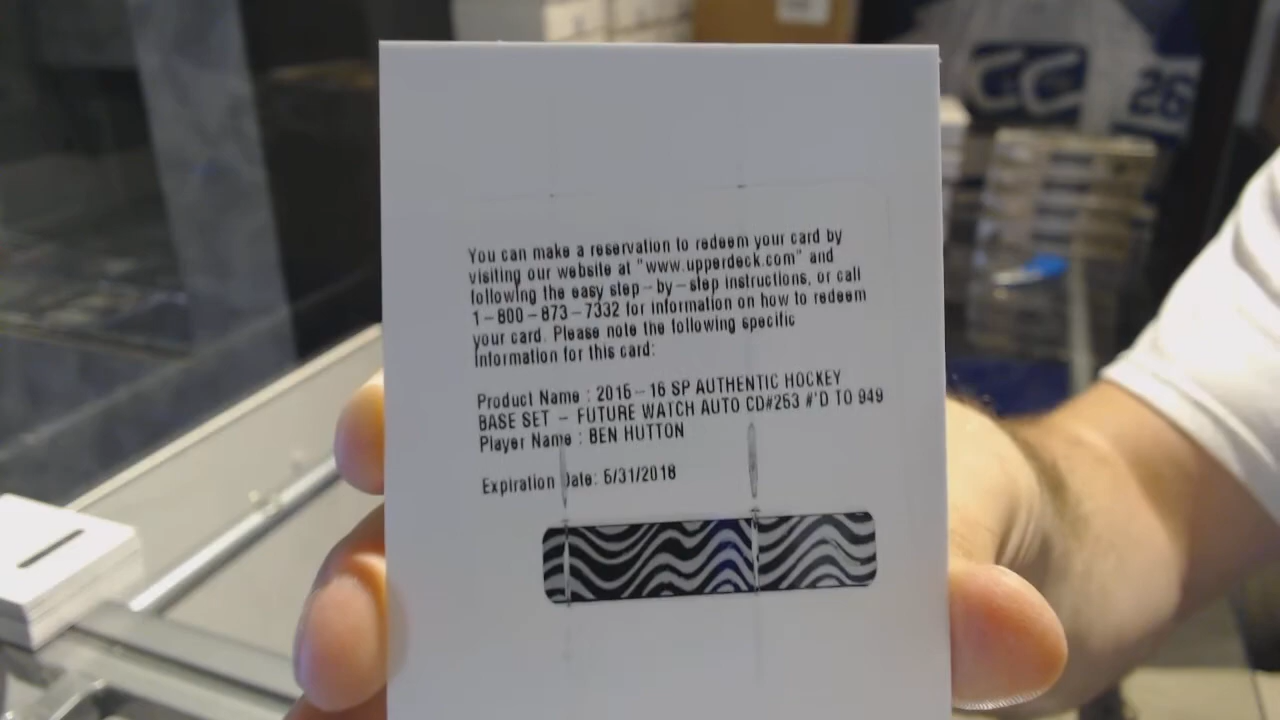 You can make a reservation to redeem your card by
visiting our website at "www.upperdeck.com" and
following the easy step-by-step instructions, or call
1-800-873-7332 for information on how to redeem
your card. Please note the following specific
information for this card:
Product Name : 2015-16 SP AUTHENTIC HOCKEY
BASE SET - FUTURE WATCH AUTO CD#253 #'D TO 949
Player Name : BEN HUTTON
Expiration Date: 5/31/2018
26